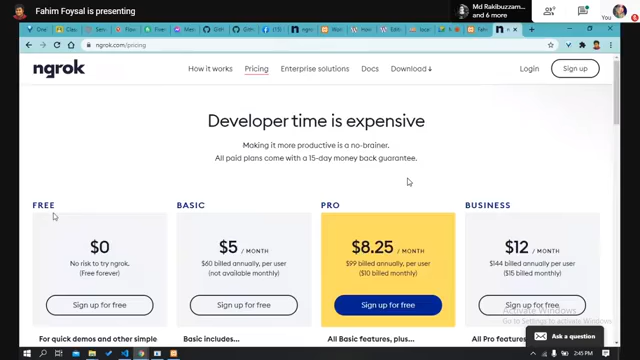 Fahim Foysal is presenting
Md Rakibuzzam...
and 6 more
You
ngrok.com/pricing
ngrok
How it works
Pricing
Enterprise solutions
Docs
Download
Login
Sign up
Developer time is expensive
Making it more productive is a no-brainer.
All paid plans come with a 15-day money back guarantee.
FREE
$0
No risk to try ngrok.
(Free forever)
Sign up for free
For quick demos and other simple
BASIC
$5 / MONTH
$60 billed annually, per user
(not available monthly)
Sign up for free
Basic includes...
PRO
$8.25 / MONTH
$99 billed annually, per user
($10 billed monthly)
Sign up for free
All Basic features, plus...
BUSINESS
$12 / MONTH
$144 billed annually, per user
($15 billed monthly)
Sign up for free
All Pro features,
Activate Windows
Go to Settings to activate Windows.
Ask a question
2:45 PM